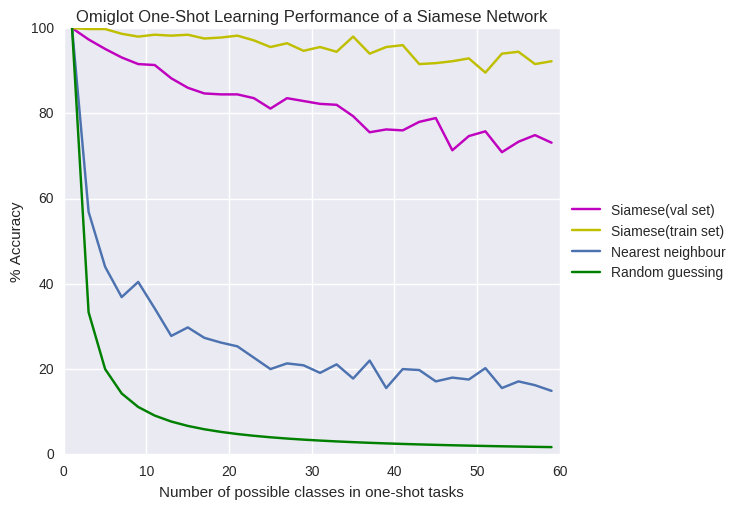 Omiglot One-Shot Learning Performance of a Siamese Network
% Accuracy
100
80
60
40
20
0
0 10 20 30 40 50 60
Number of possible classes in one-shot tasks
Siamese(val set)
Siamese(train set)
Nearest neighbour
Random guessing